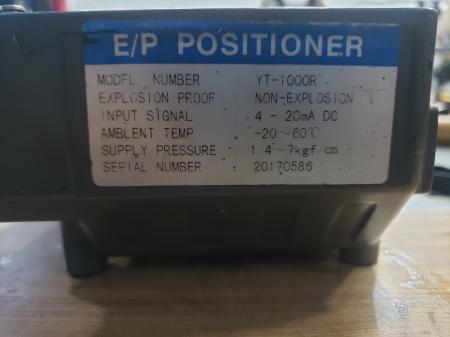 E/P POSITIONER
MODEL NUMBER : YT-1000R
EXPLOSION PROOF : NON-EXPLOSION
INPUT SIGNAL : 4 - 20mA DC
AMBLENT TEMP : -20~60℃
SUPPLY PRESSURE : 1.4~7kgf/cm
SERIAL NUMBER : 20170586